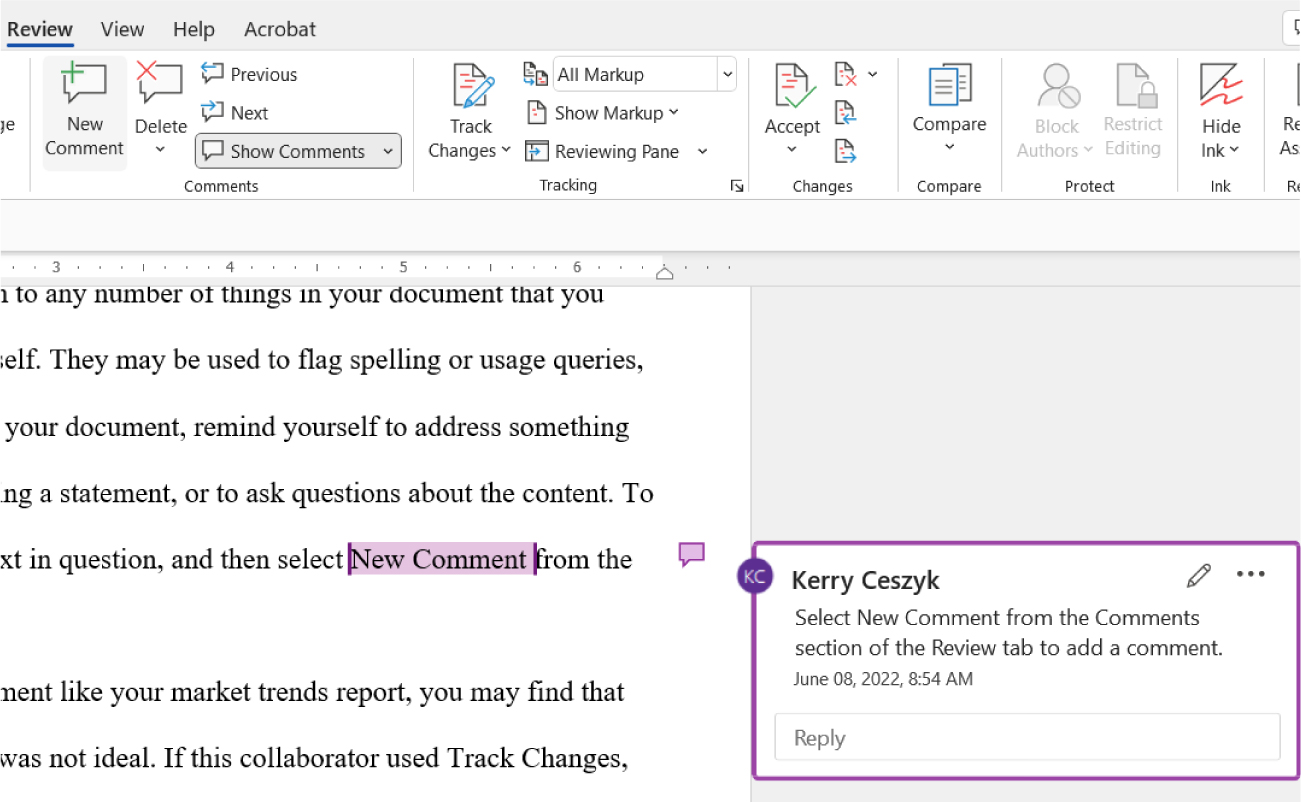 Review View Help Acrobat
New Comment
Delete
Previous
Next
Show Comments
Comments
Track Changes
All Markup
Show Markup
Reviewing Pane
Tracking
Accept
Changes
Compare
Compare
Block Authors
Restrict Editing
Protect
Hide Ink
Ink
3 4 5 6
to any number of things in your document that you
self. They may be used to flag spelling or usage queries,
your document, remind yourself to address something
ing a statement, or to ask questions about the content. To
xt in question, and then select New Comment from the
ment like your market trends report, you may find that
was not ideal. If this collaborator used Track Changes,
KC
Kerry Ceszyk
Select New Comment from the Comments
section of the Review tab to add a comment.
June 08, 2022, 8:54 AM
Reply